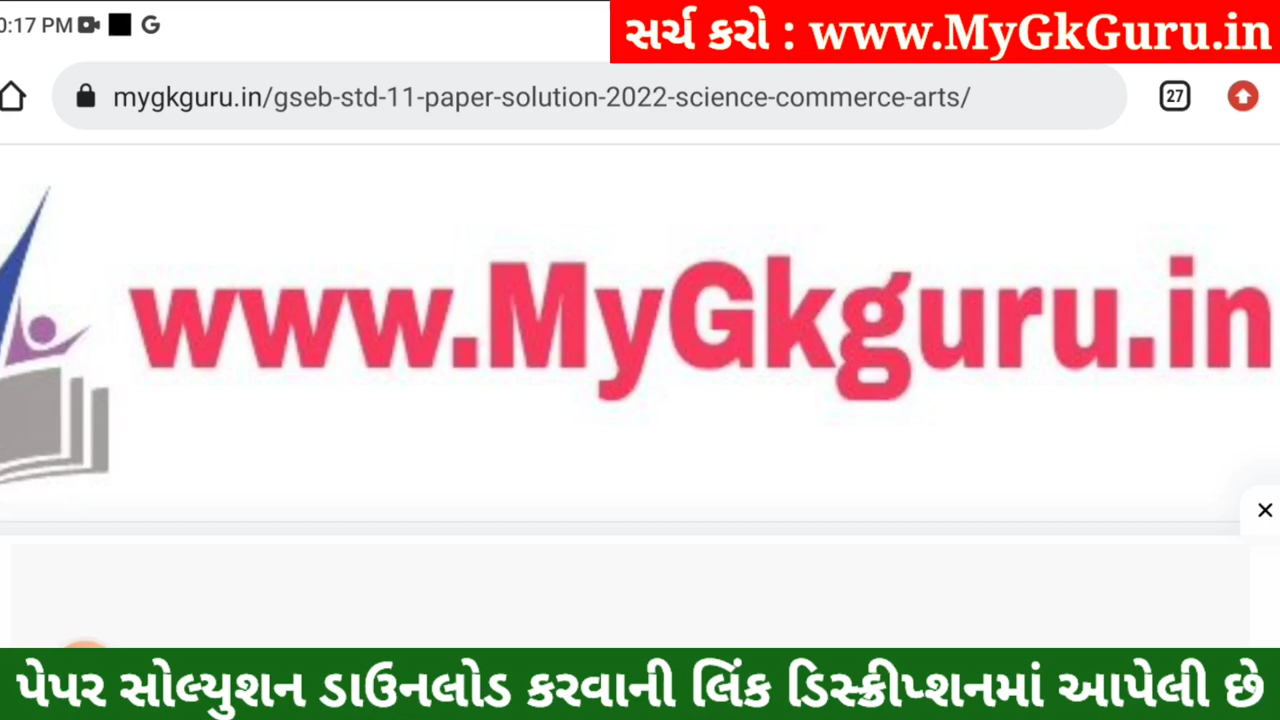 0:17 PM G
સર્ચ કરો : www.MyGkGuru.in
mygkguru.in/gseb-std-11-paper-solution-2022-science-commerce-arts/
27
www.MyGkguru.in
પેપર સોલ્યુશન ડાઉનલોડ કરવાની લિંક ડિસ્ક્રીપ્શનમાં આપેલી છે